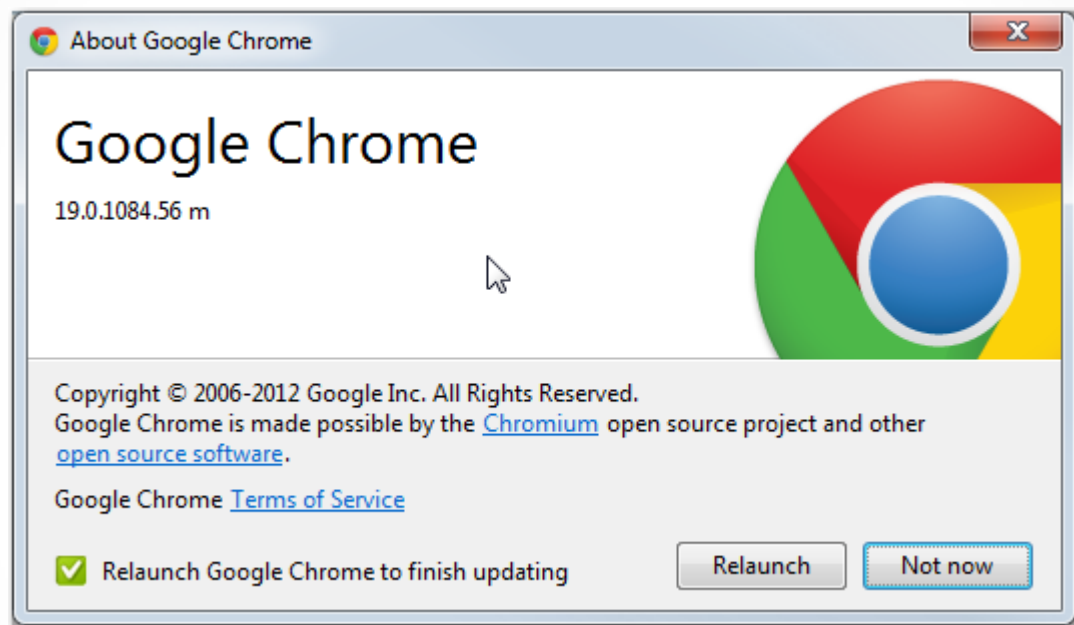 About Google Chrome
Google Chrome
19.0.1084.56 m
Copyright © 2006-2012 Google Inc. All Rights Reserved.
Google Chrome is made possible by the Chromium open source project and other
open source software.
Google Chrome Terms of Service
Relaunch Google Chrome to finish updating
Relaunch
Not now